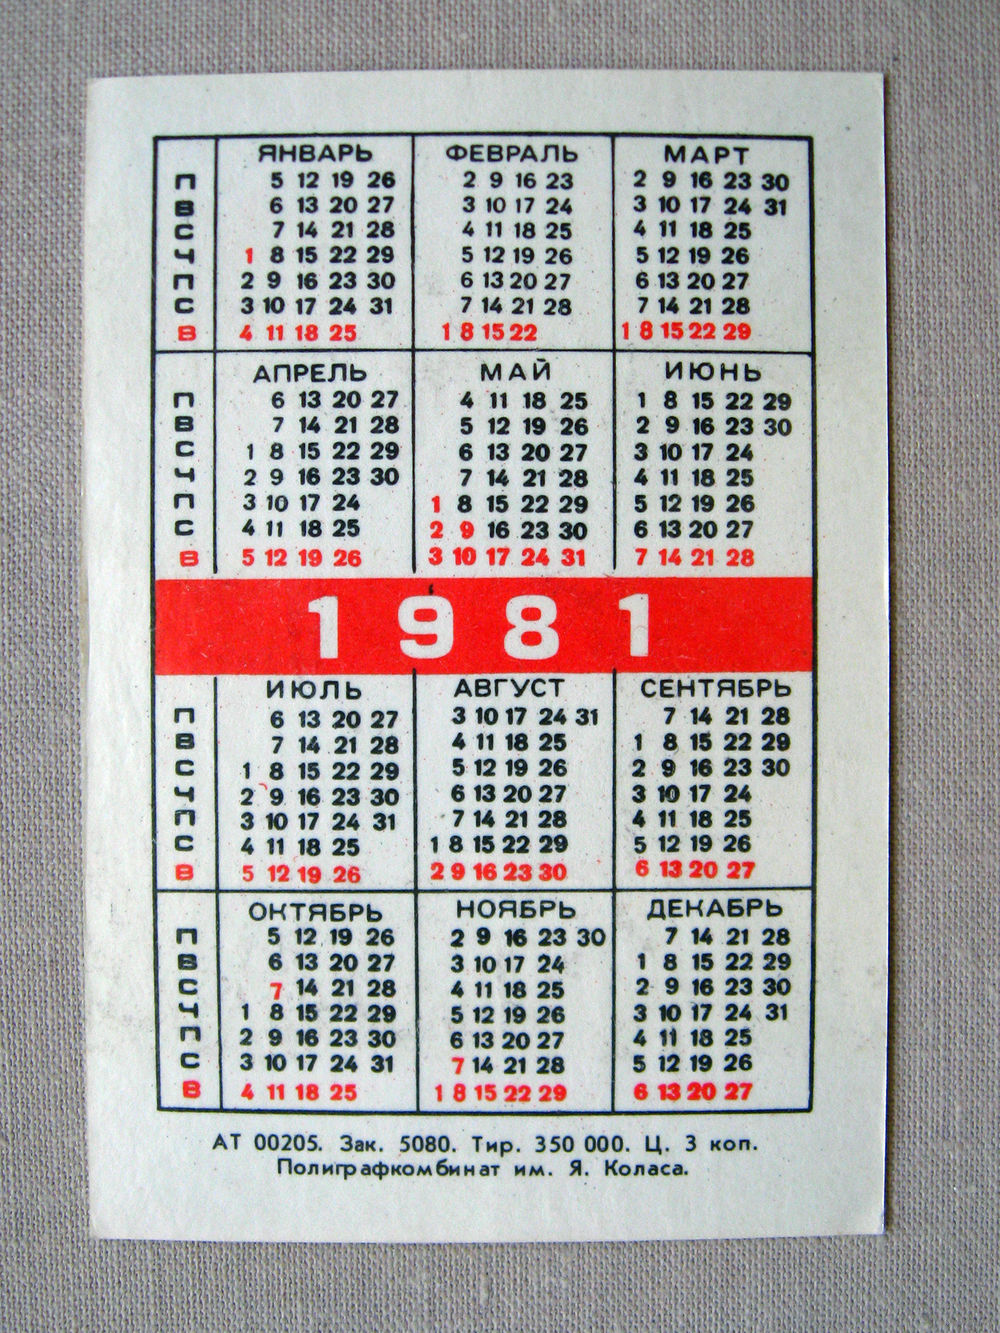 ЯНВАРЬ ФЕВРАЛЬ МАРТ
П 5 12 19 26 2 9 16 23 2 9 16 23 30
В 6 13 20 27 3 10 17 24 3 10 17 24 31
С 7 14 21 28 4 11 18 25 4 11 18 25
Ч 1 8 15 22 29 5 12 19 26 5 12 19 26
П 2 9 16 23 30 6 13 20 27 6 13 20 27
С 3 10 17 24 31 7 14 21 28 7 14 21 28
В 4 11 18 25 1 8 15 22 1 8 15 22 29
АПРЕЛЬ МАЙ ИЮНЬ
П 6 13 20 27 4 11 18 25 1 8 15 22 29
В 7 14 21 28 5 12 19 26 2 9 16 23 30
С 1 8 15 22 29 6 13 20 27 3 10 17 24
Ч 2 9 16 23 30 7 14 21 28 4 11 18 25
П 3 10 17 24 1 8 15 22 29 5 12 19 26
С 4 11 18 25 2 9 16 23 30 6 13 20 27
В 5 12 19 26 3 10 17 24 31 7 14 21 28
1981
ИЮЛЬ АВГУСТ СЕНТЯБРЬ
П 6 13 20 27 3 10 17 24 31 7 14 21 28
В 7 14 21 28 4 11 18 25 1 8 15 22 29
С 1 8 15 22 29 5 12 19 26 2 9 16 23 30
Ч 2 9 16 23 30 6 13 20 27 3 10 17 24
П 3 10 17 24 31 7 14 21 28 4 11 18 25
С 4 11 18 25 1 8 15 22 29 5 12 19 26
В 5 12 19 26 2 9 16 23 30 6 13 20 27
ОКТЯБРЬ НОЯБРЬ ДЕКАБРЬ
П 5 12 19 26 2 9 16 23 30 7 14 21 28
В 6 13 20 27 3 10 17 24 1 8 15 22 29
С 7 14 21 28 4 11 18 25 2 9 16 23 30
Ч 1 8 15 22 29 5 12 19 26 3 10 17 24 31
П 2 9 16 23 30 6 13 20 27 4 11 18 25
С 3 10 17 24 31 7 14 21 28 5 12 19 26
В 4 11 18 25 1 8 15 22 29 6 13 20 27
АТ 00205. Зак. 5080. Тир. 350 000. Ц. 3 коп.
Полиграфкомбинат им. Я. Коласа.